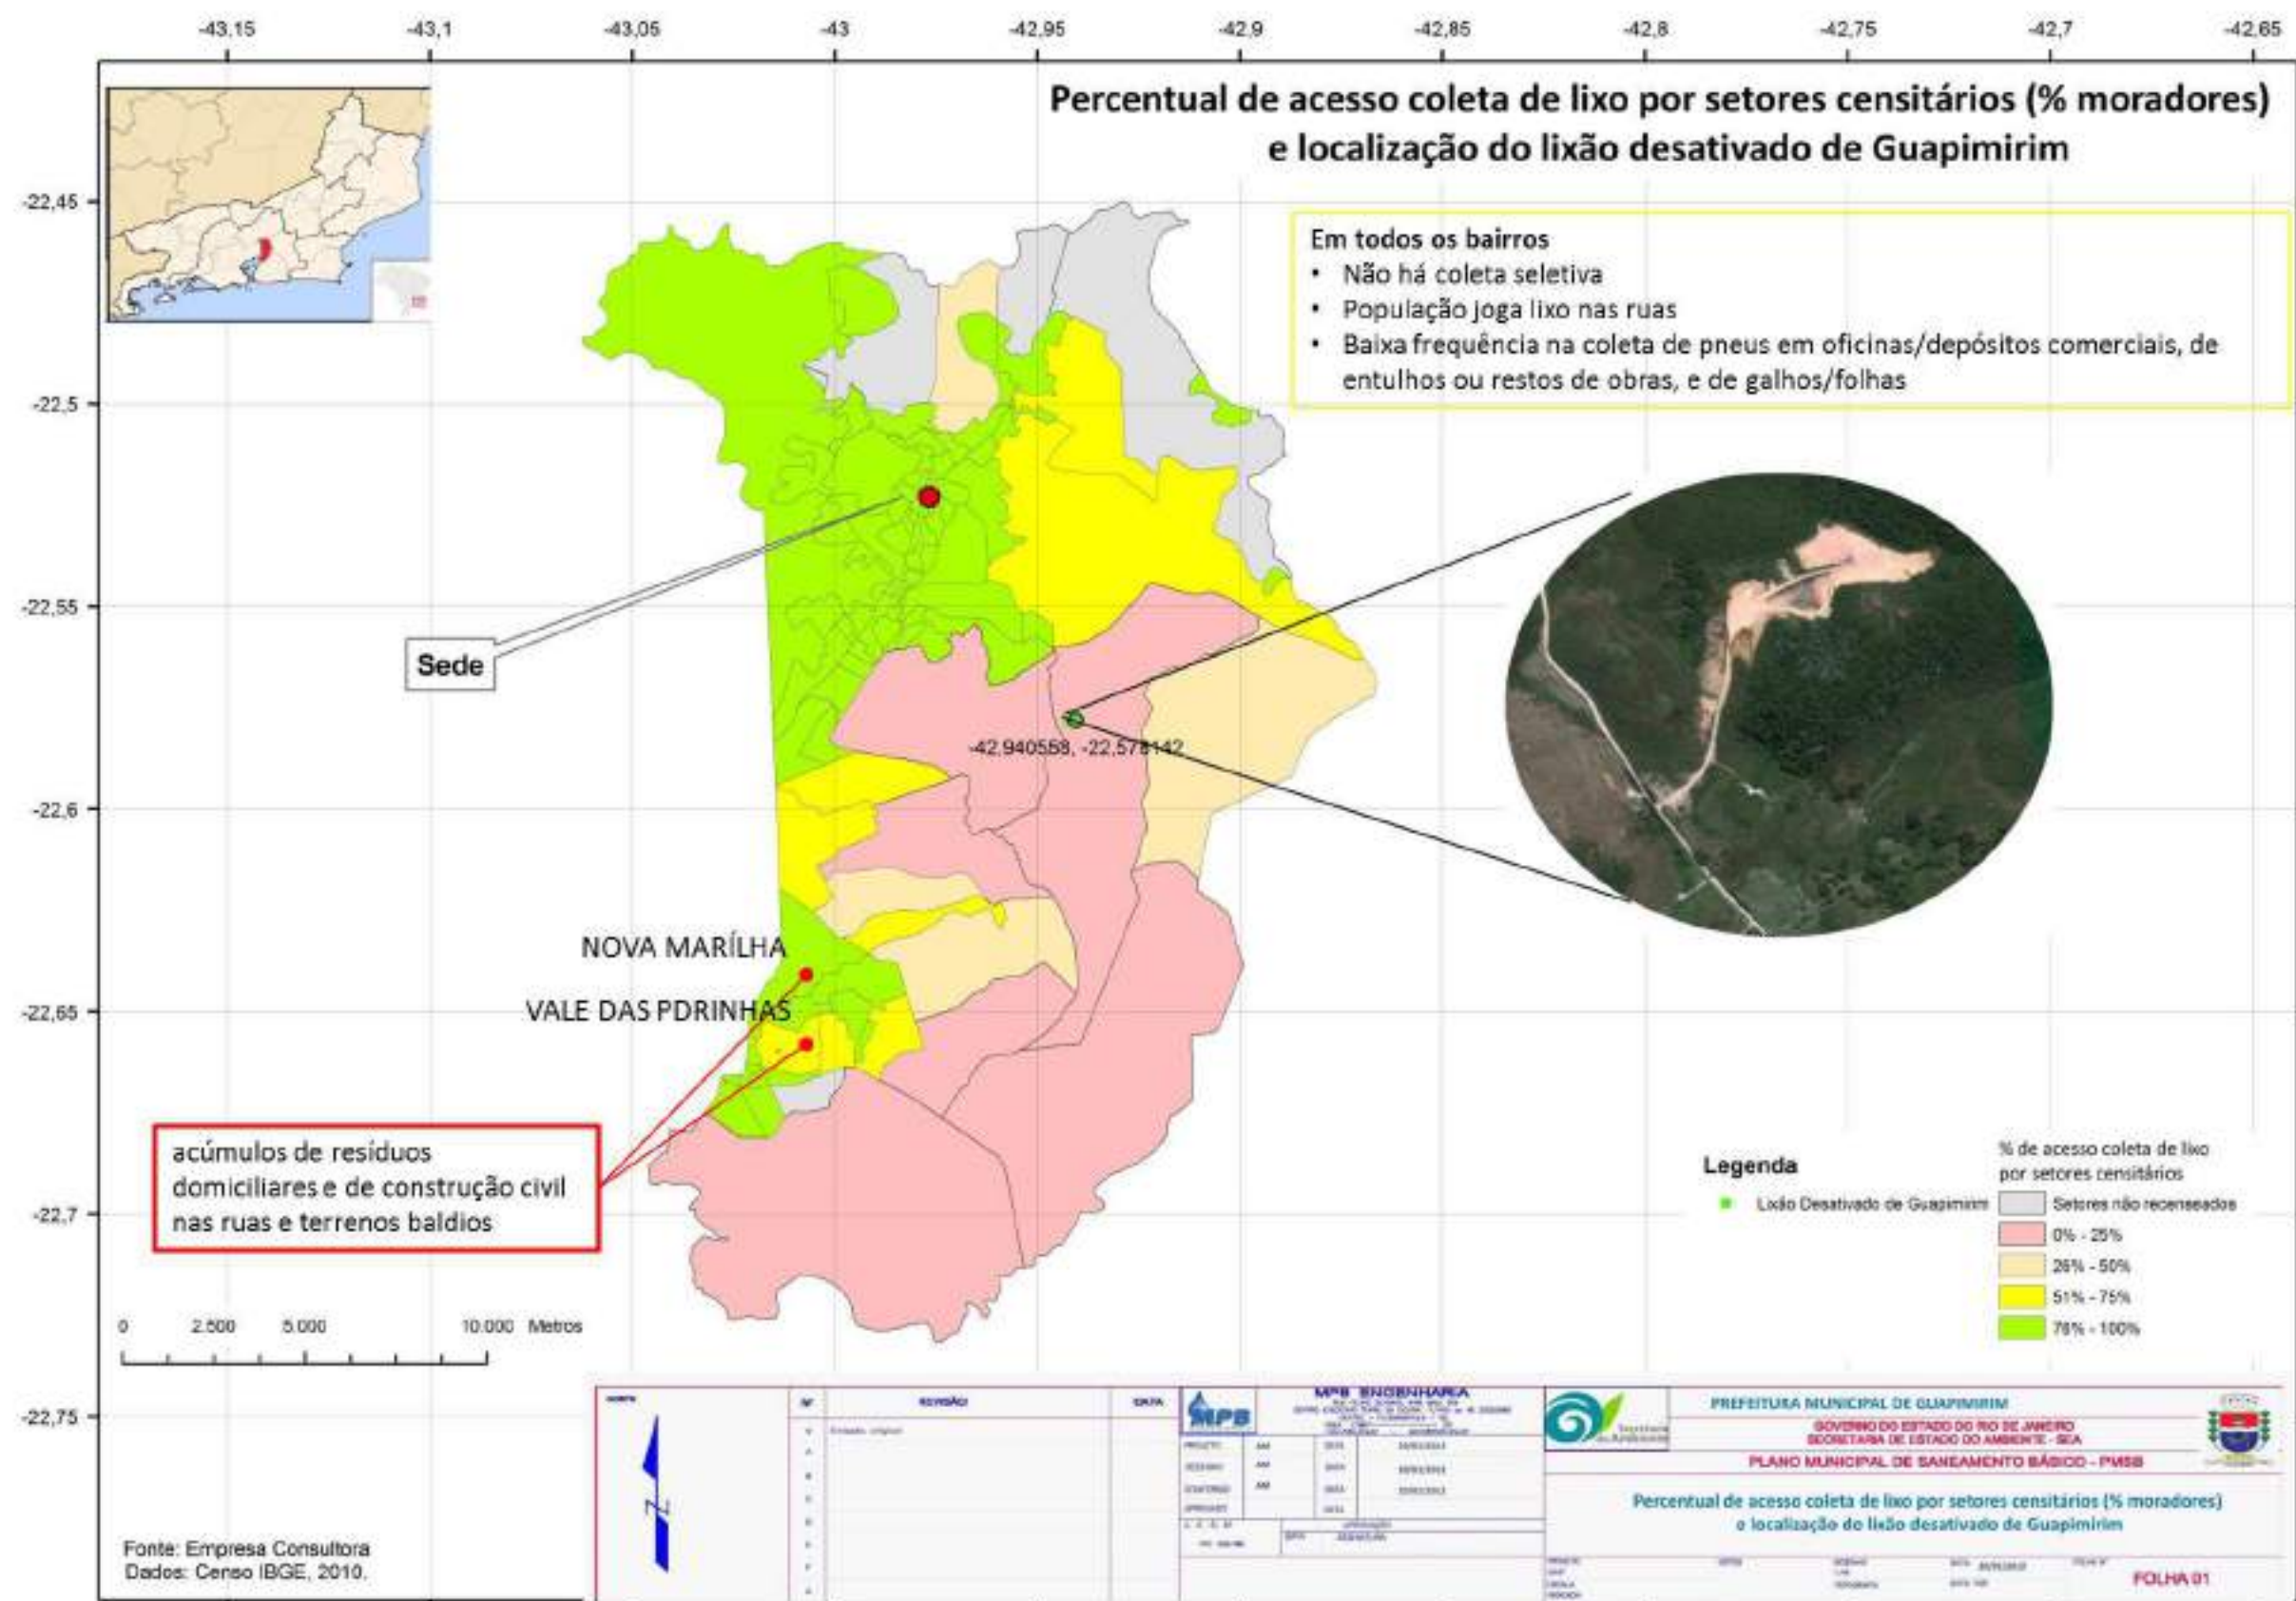 -43,15 -43,1 -43,05 -43 -42,95 -42,9 -42,85 -42,8 -42,75 -42,7 -42,65
Percentual de acesso coleta de lixo por setores censitários (% moradores)
e localização do lixão desativado de Guapimirim
-22,45
-22,5
-22,55
-22,6
-22,65
-22,7
-22,75
Em todos os bairros
• Não há coleta seletiva
• População joga lixo nas ruas
• Baixa frequência na coleta de pneus em oficinas/depósitos comerciais, de
entulhos ou restos de obras, e de galhos/folhas
Sede
-42,940558, -22,578142
NOVA MARÍLHA
VALE DAS PDRINHAS
acúmulos de resíduos
domiciliares e de construção civil
nas ruas e terrenos baldios
Legenda
Lixão Desativado de Guapimirim
% de acesso coleta de lixo
por setores censitários
Setores não recenseados
0% - 25%
26% - 50%
51% - 75%
76% - 100%
0 2.500 5.000 10.000 Metros
Fonte: Empresa Consultora
Dados: Censo IBGE, 2010.
NORTE
N
Nº REVISÃO DATA
MPB
MPB ENGENHARIA
PREFEITURA MUNICIPAL DE GUAPIMIRIM
GOVERNO DO ESTADO DO RIO DE JANEIRO
SECRETARIA DE ESTADO DO AMBIENTE - SEA
PLANO MUNICIPAL DE SANEAMENTO BÁSICO - PMSB
Percentual de acesso coleta de lixo por setores censitários (% moradores)
e localização do lixão desativado de Guapimirim
FOLHA 01